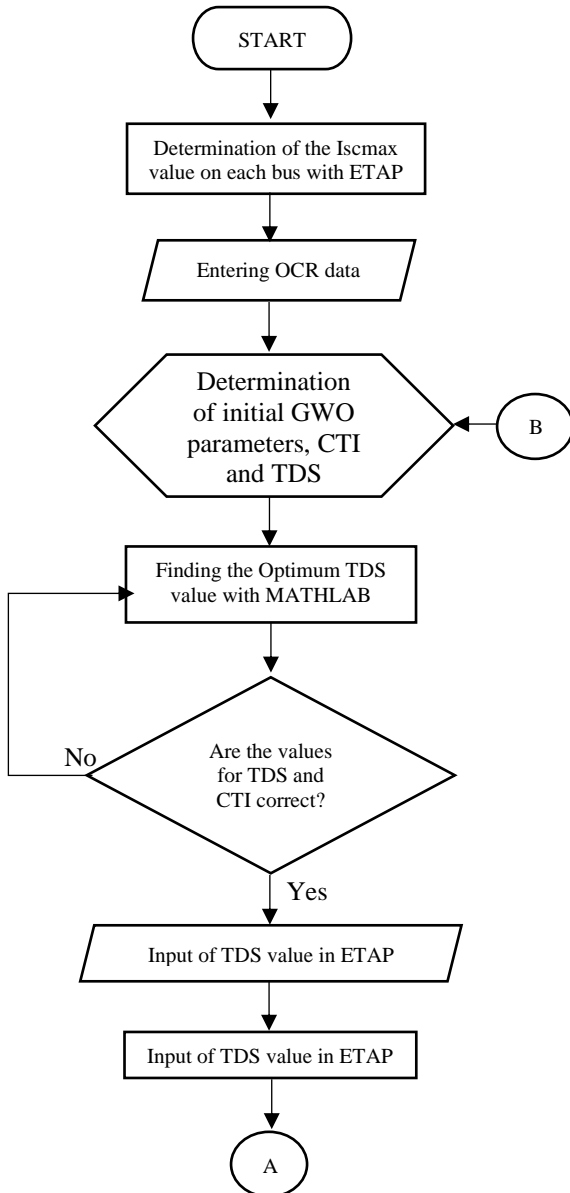 START
Determination of the Iscmax
value on each bus with ETAP
Entering OCR data
Determination
of initial GWO
parameters, CTI
and TDS
B
Finding the Optimum TDS
value with MATHLAB
Are the values
for TDS and
CTI correct?
No
Yes
Input of TDS value in ETAP
Input of TDS value in ETAP
A